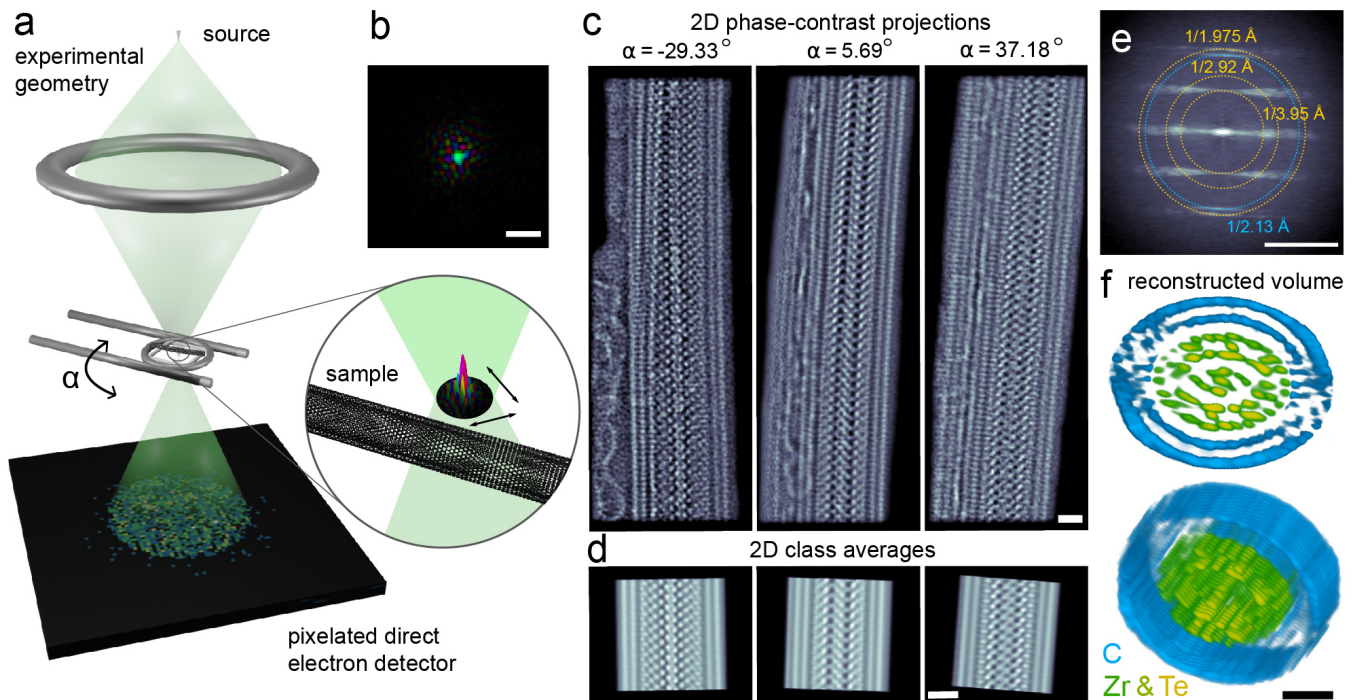 a
source
experimental
geometry
α
sample
pixelated direct
electron detector
b
c
2D phase-contrast projections
α = -29.33°
α = 5.69°
α = 37.18°
d
2D class averages
e
1/1.975 Å
1/2.92 Å
1/3.95 Å
1/2.13 Å
f
reconstructed volume
C
Zr & Te